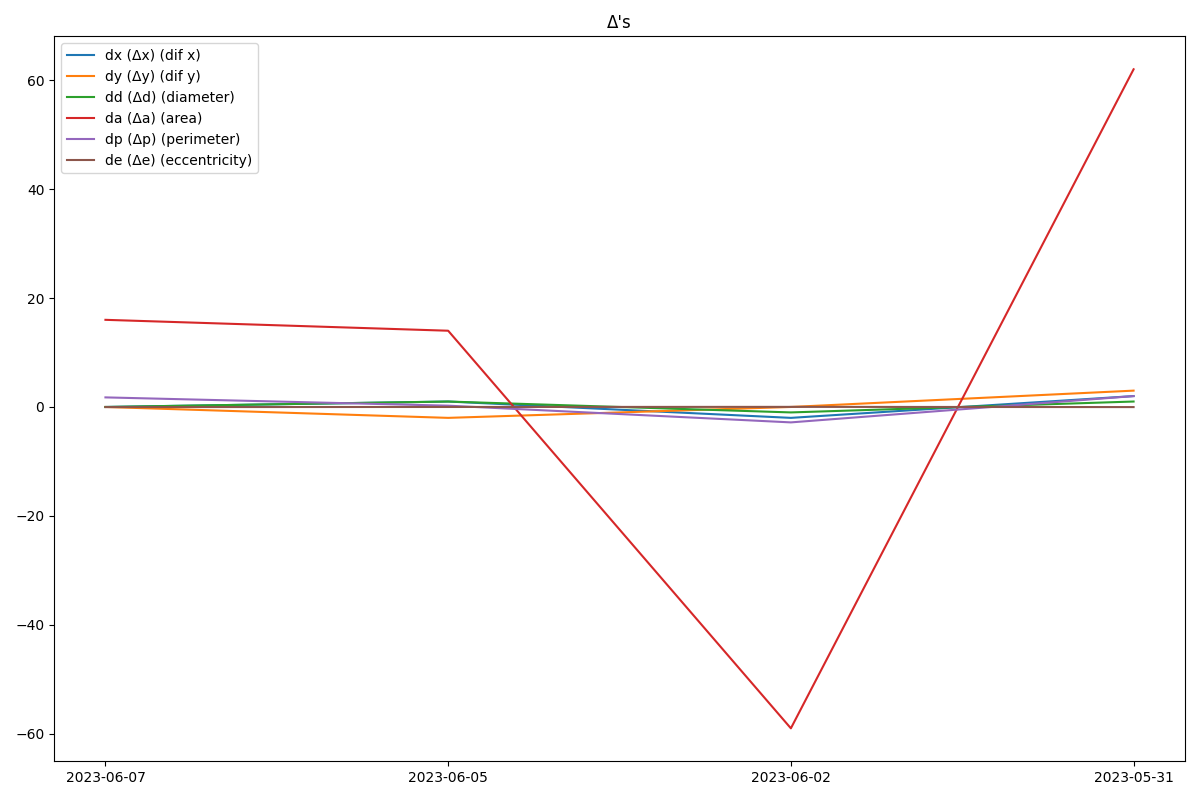 Δ's
dx (Δx) (dif x)
dy (Δy) (dif y)
dd (Δd) (diameter)
da (Δa) (area)
dp (Δp) (perimeter)
de (Δe) (eccentricity)
60
40
20
0
−20
−40
−60
2023-06-07
2023-06-05
2023-06-02
2023-05-31